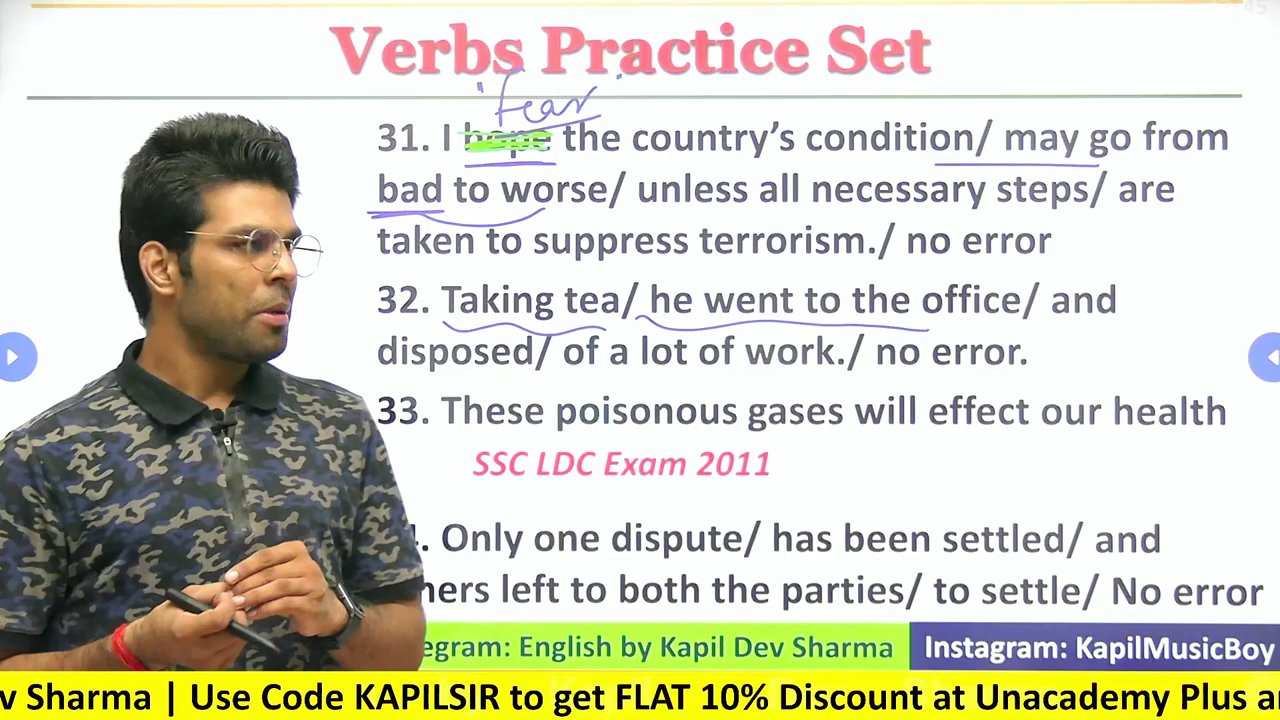 Verbs Practice Set
"fear"
31. I hope the country's condition/ may go from
bad to worse/ unless all necessary steps/ are
taken to suppress terrorism./ no error
32. Taking tea/ he went to the office/ and
disposed/ of a lot of work./ no error.
33. These poisonous gases will effect our health
SSC LDC Exam 2011
. Only one dispute/ has been settled/ and
hers left to both the parties/ to settle/ No error
egram: English by Kapil Dev Sharma Instagram: KapilMusicBoy
v Sharma | Use Code KAPILSIR to get FLAT 10% Discount at Unacademy Plus a